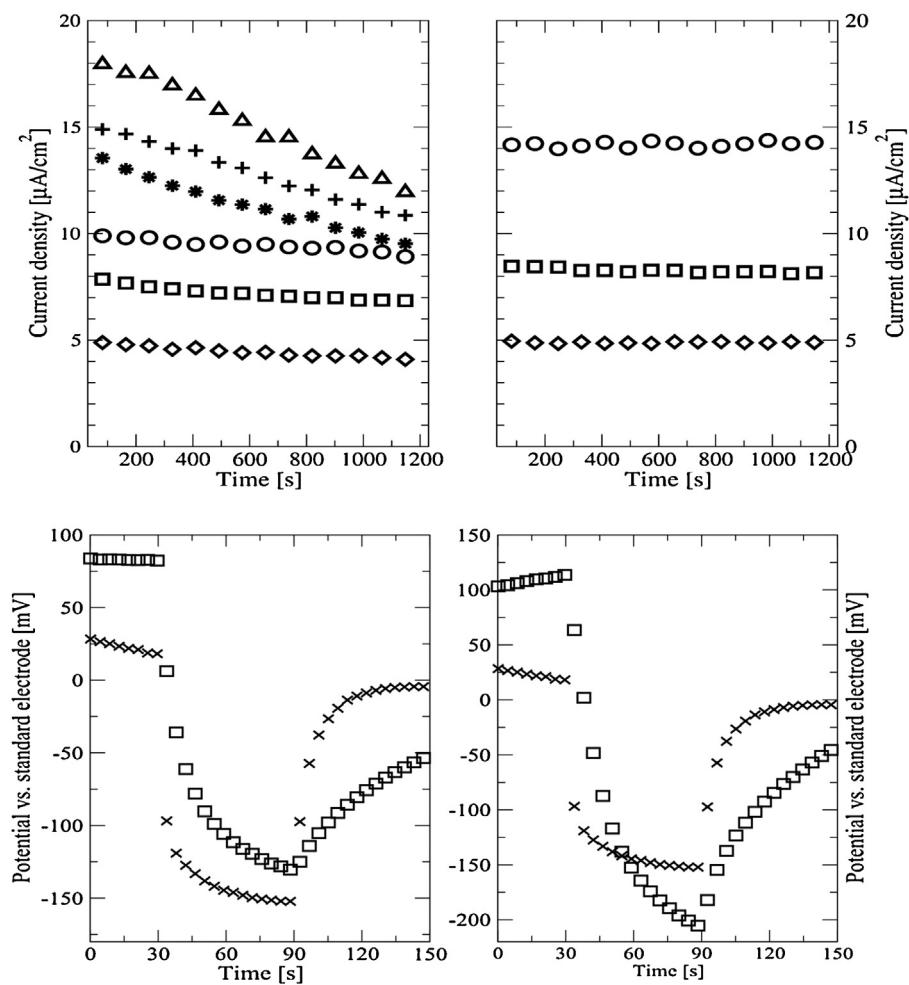 20
15
10
5
0
Current density [μA/cm²]
200 400 600 800 1000 1200
Time [s]
20
15
10
5
0
Current density [μA/cm²]
200 400 600 800 1000 1200
Time [s]
100
50
0
-50
-100
-150
Potential vs. standard electrode [mV]
0 30 60 90 120 150
Time [s]
150
100
50
0
-50
-100
-150
-200
Potential vs. standard electrode [mV]
0 30 60 90 120 150
Time [s]